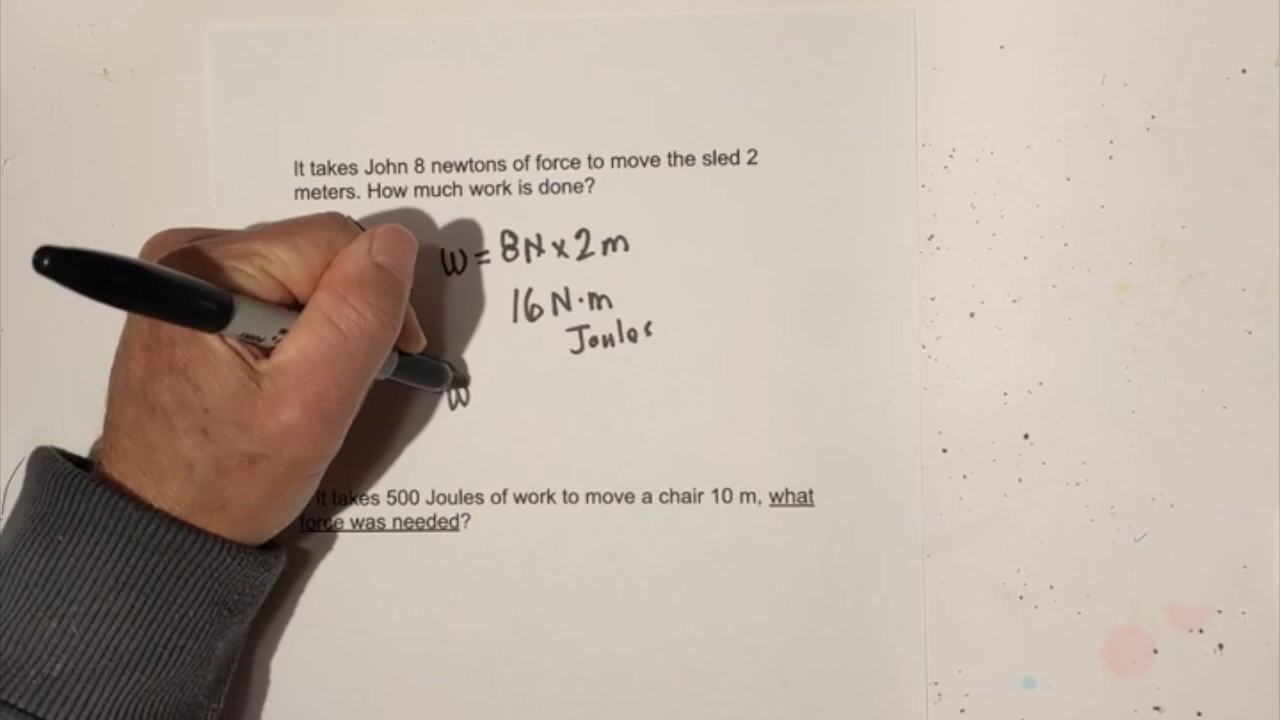 It takes John 8 newtons of force to move the sled 2
meters. How much work is done?
W = 8N x 2m
16 N·m
Joules
W
It takes 500 Joules of work to move a chair 10 m, what
force was needed?